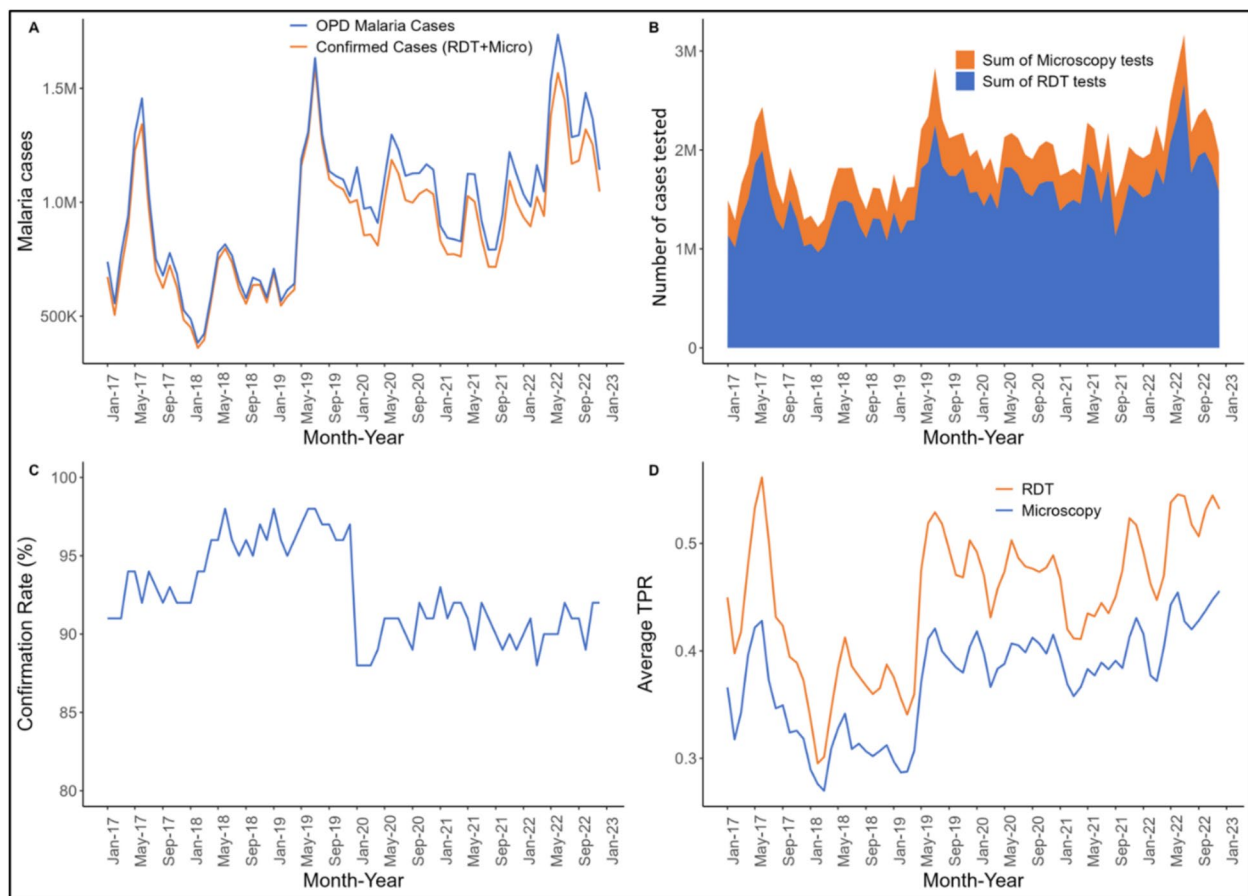 A
OPD Malaria Cases
Confirmed Cases (RDT+Micro)
Malaria cases
1.5M
1.0M
500K
Jan-17
May-17
Sep-17
Jan-18
May-18
Sep-18
Jan-19
May-19
Sep-19
Jan-20
May-20
Sep-20
Jan-21
May-21
Sep-21
Jan-22
May-22
Sep-22
Jan-23
Month-Year
B
Sum of Microscopy tests
Sum of RDT tests
Number of cases tested
3M
2M
1M
0
Jan-17
May-17
Sep-17
Jan-18
May-18
Sep-18
Jan-19
May-19
Sep-19
Jan-20
May-20
Sep-20
Jan-21
May-21
Sep-21
Jan-22
May-22
Sep-22
Jan-23
Month-Year
C
Confirmation Rate (%)
100
95
90
85
80
Jan-17
May-17
Sep-17
Jan-18
May-18
Sep-18
Jan-19
May-19
Sep-19
Jan-20
May-20
Sep-20
Jan-21
May-21
Sep-21
Jan-22
May-22
Sep-22
Jan-23
Month-Year
D
RDT
Microscopy
Average TPR
0.5
0.4
0.3
Jan-17
May-17
Sep-17
Jan-18
May-18
Sep-18
Jan-19
May-19
Sep-19
Jan-20
May-20
Sep-20
Jan-21
May-21
Sep-21
Jan-22
May-22
Sep-22
Jan-23
Month-Year